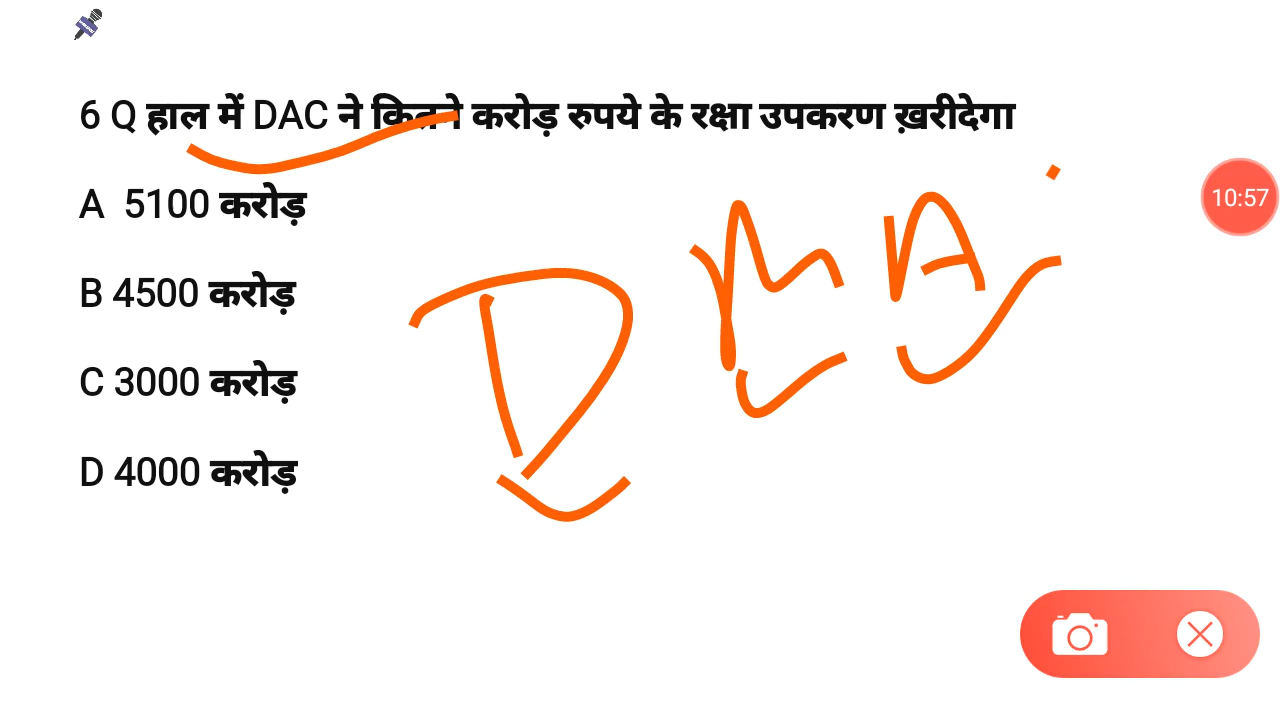 6 Q हाल में DAC ने कितने करोड़ रुपये के रक्षा उपकरण ख़रीदेगा
A 5100 करोड़
B 4500 करोड़
C 3000 करोड़
D 4000 करोड़
D M A
10:57